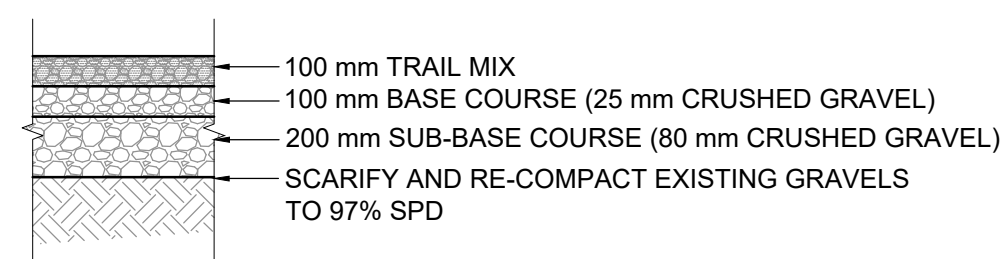 100 mm TRAIL MIX
100 mm BASE COURSE (25 mm CRUSHED GRAVEL)
200 mm SUB-BASE COURSE (80 mm CRUSHED GRAVEL)
SCARIFY AND RE-COMPACT EXISTING GRAVELS
TO 97% SPD